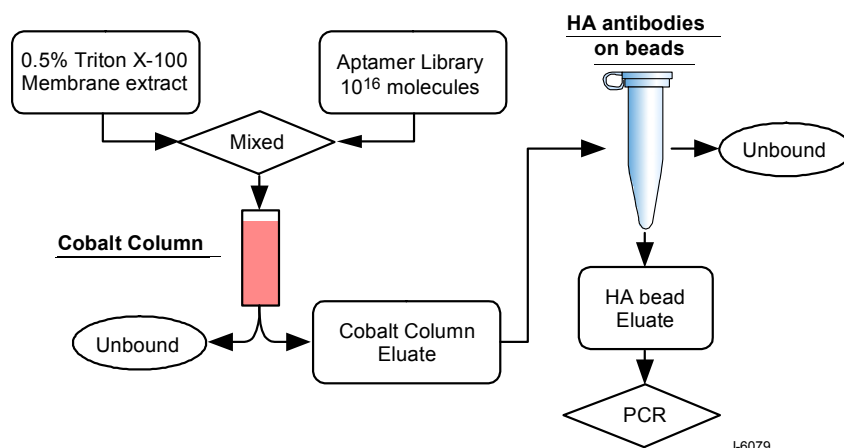 0.5% Triton X-100
Membrane extract
Aptamer Library
10¹⁶ molecules
Mixed
Cobalt Column
Unbound
Cobalt Column
Eluate
HA antibodies
on beads
Unbound
HA bead
Eluate
PCR
I-6079